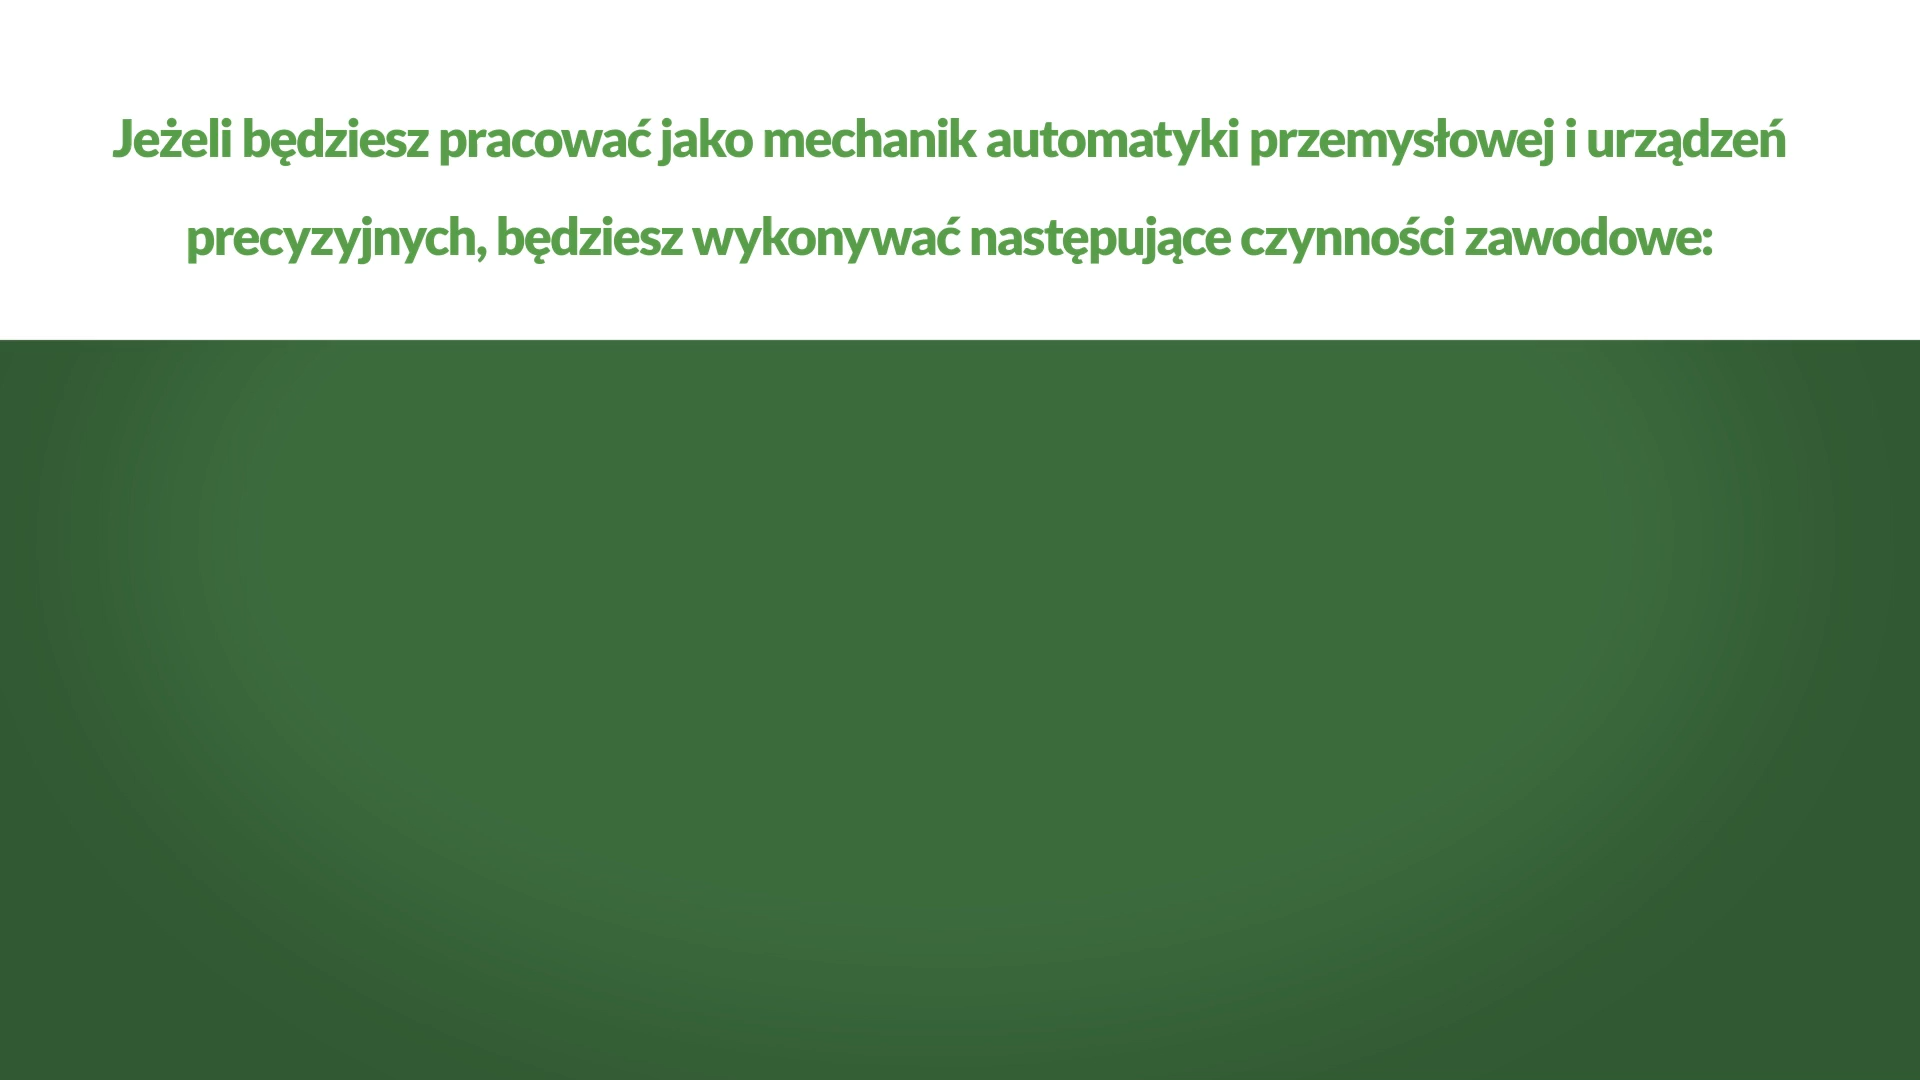 Jeżeli będziesz pracować jako mechanik automatyki przemysłowej i urządzeń
precyzyjnych, będziesz wykonywać następujące czynności zawodowe: